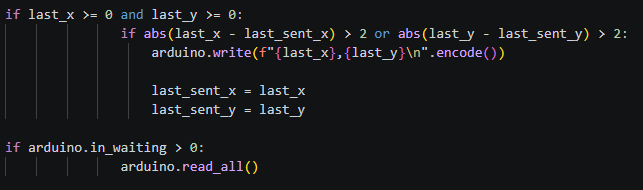 if last_x >= 0 and last_y >= 0:
if abs(last_x - last_sent_x) > 2 or abs(last_y - last_sent_y) > 2:
arduino.write(f"{last_x},{last_y}\n".encode())
last_sent_x = last_x
last_sent_y = last_y
if arduino.in_waiting > 0:
arduino.read_all()